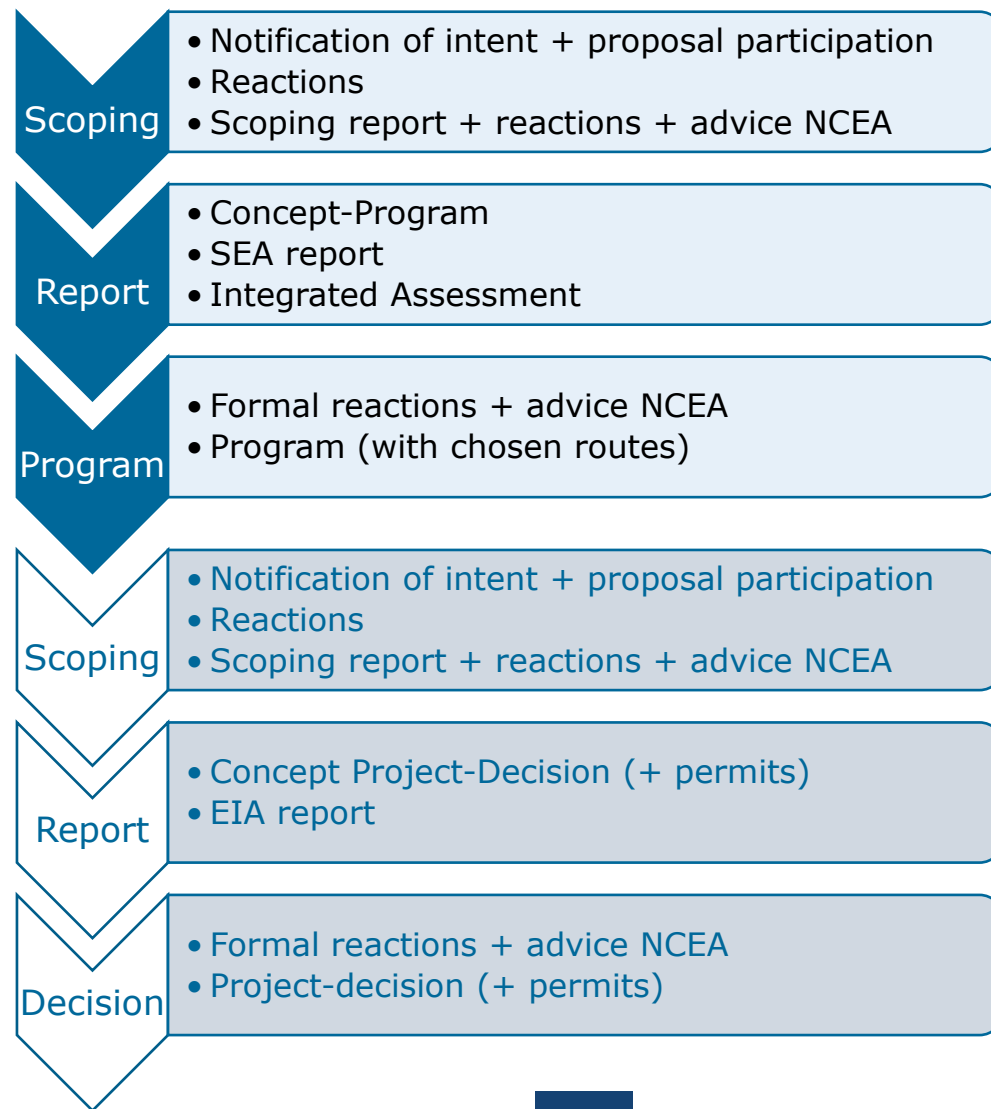 Scoping
• Notification of intent + proposal participation
• Reactions
• Scoping report + reactions + advice NCEA
Report
• Concept-Program
• SEA report
• Integrated Assessment
Program
• Formal reactions + advice NCEA
• Program (with chosen routes)
Scoping
• Notification of intent + proposal participation
• Reactions
• Scoping report + reactions + advice NCEA
Report
• Concept Project-Decision (+ permits)
• EIA report
Decision
• Formal reactions + advice NCEA
• Project-decision (+ permits)